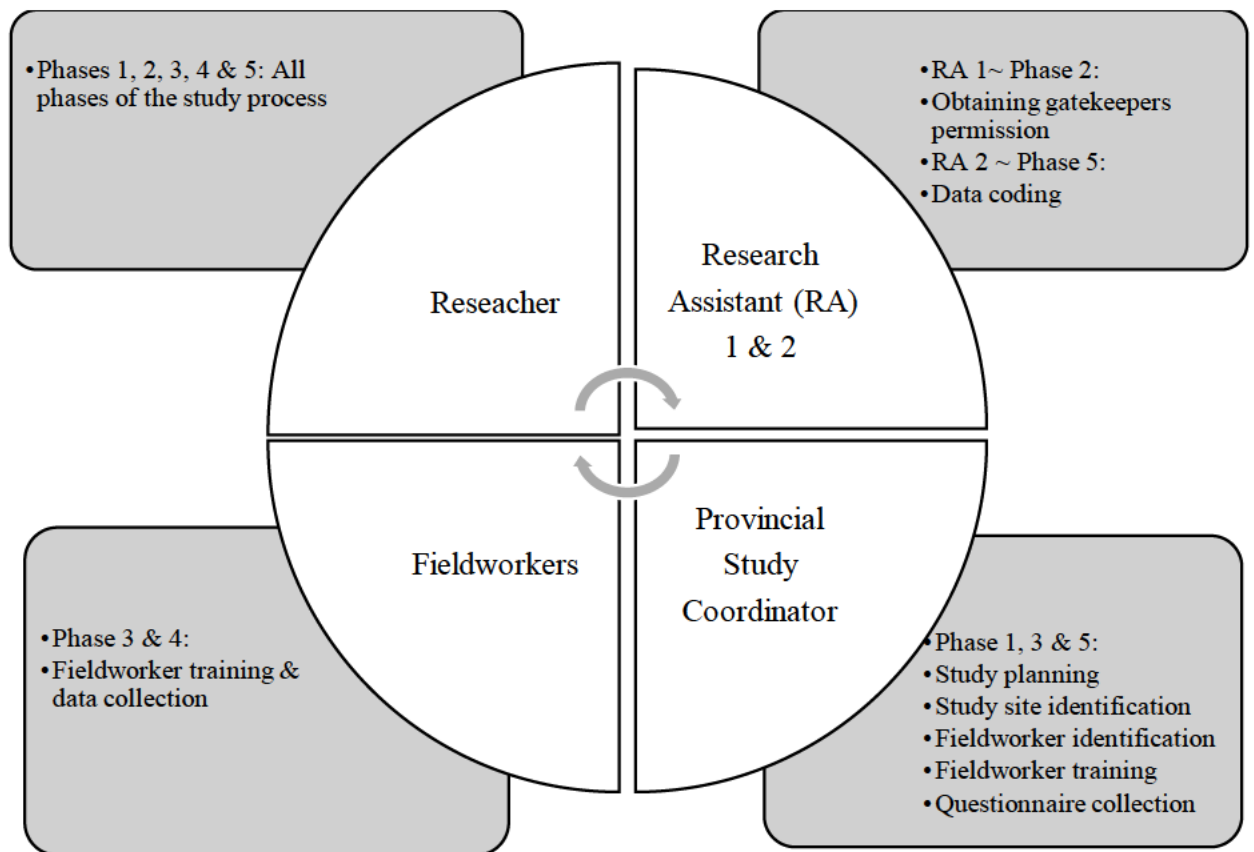 •Phases 1, 2, 3, 4 & 5: All
phases of the study process
•RA 1~ Phase 2:
•Obtaining gatekeepers
permission
•RA 2 ~ Phase 5:
•Data coding
Reseacher
Research
Assistant (RA)
1 & 2
Fieldworkers
Provincial
Study
Coordinator
•Phase 3 & 4:
•Fieldworker training &
data collection
•Phase 1, 3 & 5:
•Study planning
•Study site identification
•Fieldworker identification
•Fieldworker training
•Questionnaire collection